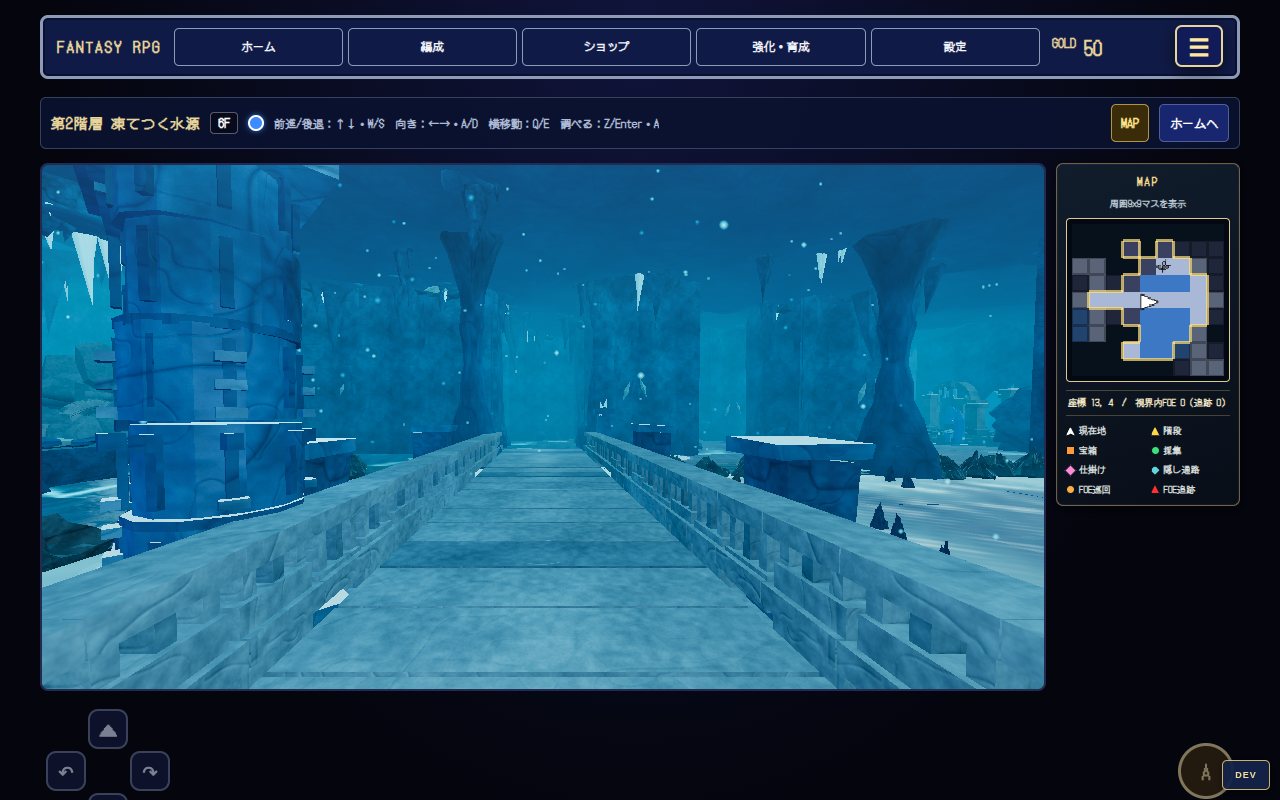 FANTASY RPG
ホーム
編成
ショップ
強化・育成
設定
GOLD 50
第2階層 凍てつく水源
6F
前進/後退：↑↓・W/S 向き：←→・A/D 横移動：Q/E 調べる：Z/Enter・A
MAP
ホームへ
MAP
周囲9x9マスを表示
座標 13, 4 / 視界内FOE 0 (追跡 0)
現在地
階段
宝箱
採集
仕掛け
隠し通路
FOE巡回
FOE追跡
A
DEV